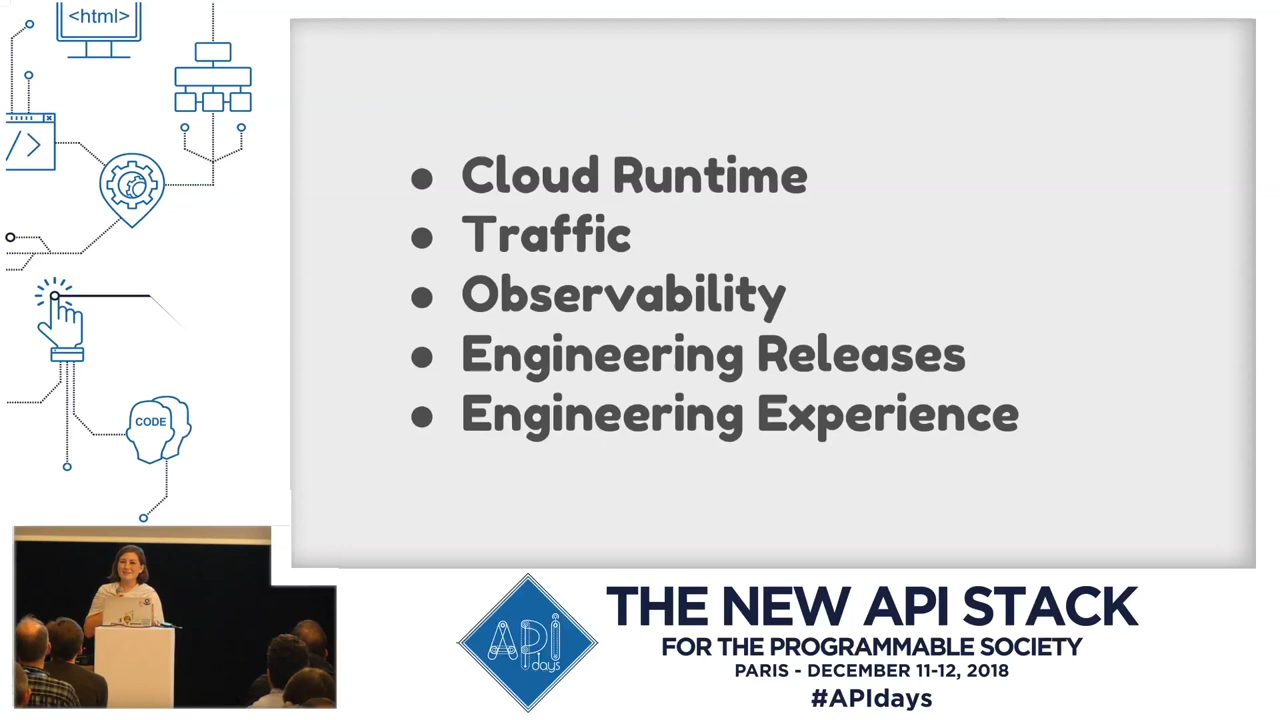 <html>
</>
CODE
Cloud Runtime
Traffic
Observability
Engineering Releases
Engineering Experience
API
days
THE NEW API STACK
FOR THE PROGRAMMABLE SOCIETY
PARIS - DECEMBER 11-12, 2018
#APIdays